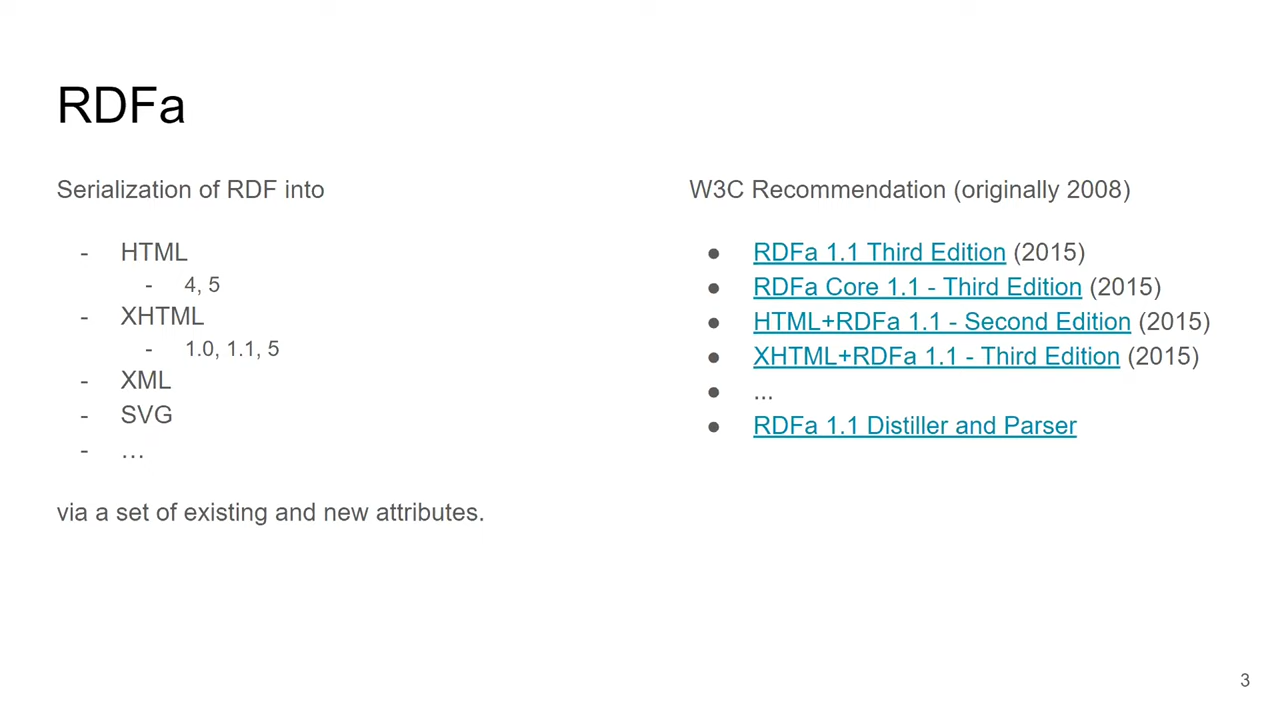 RDFa
Serialization of RDF into
- HTML
- 4, 5
- XHTML
- 1.0, 1.1, 5
- XML
- SVG
- …
via a set of existing and new attributes.
W3C Recommendation (originally 2008)
● RDFa 1.1 Third Edition (2015)
● RDFa Core 1.1 - Third Edition (2015)
● HTML+RDFa 1.1 - Second Edition (2015)
● XHTML+RDFa 1.1 - Third Edition (2015)
● ...
● RDFa 1.1 Distiller and Parser
3